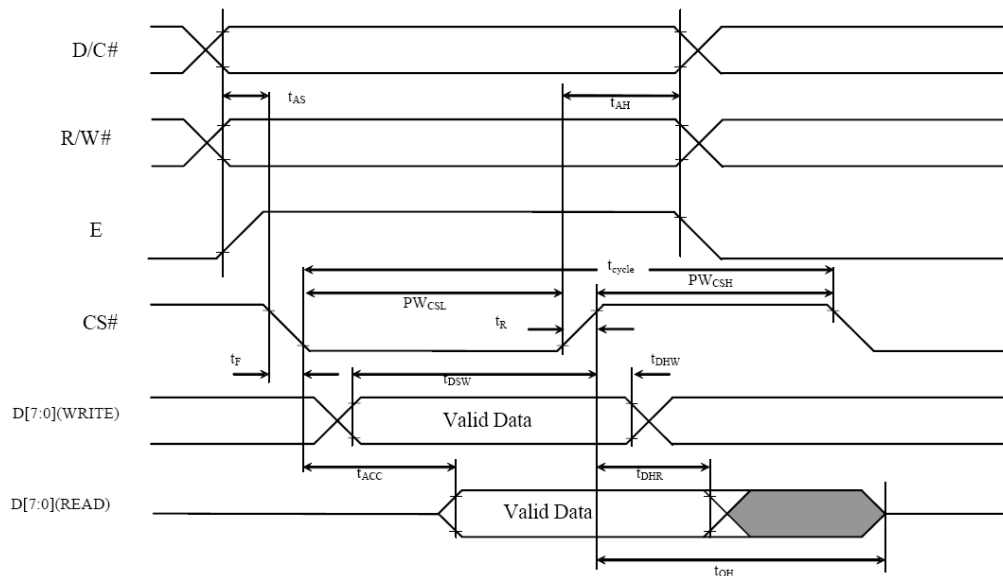 D/C#
tAS
tAH
R/W#
E
tcycle
PWCSL
PWCSH
CS#
tR
tF
tDSW
tDHW
D[7:0](WRITE)
Valid Data
tACC
tDHR
D[7:0](READ)
Valid Data
tOH